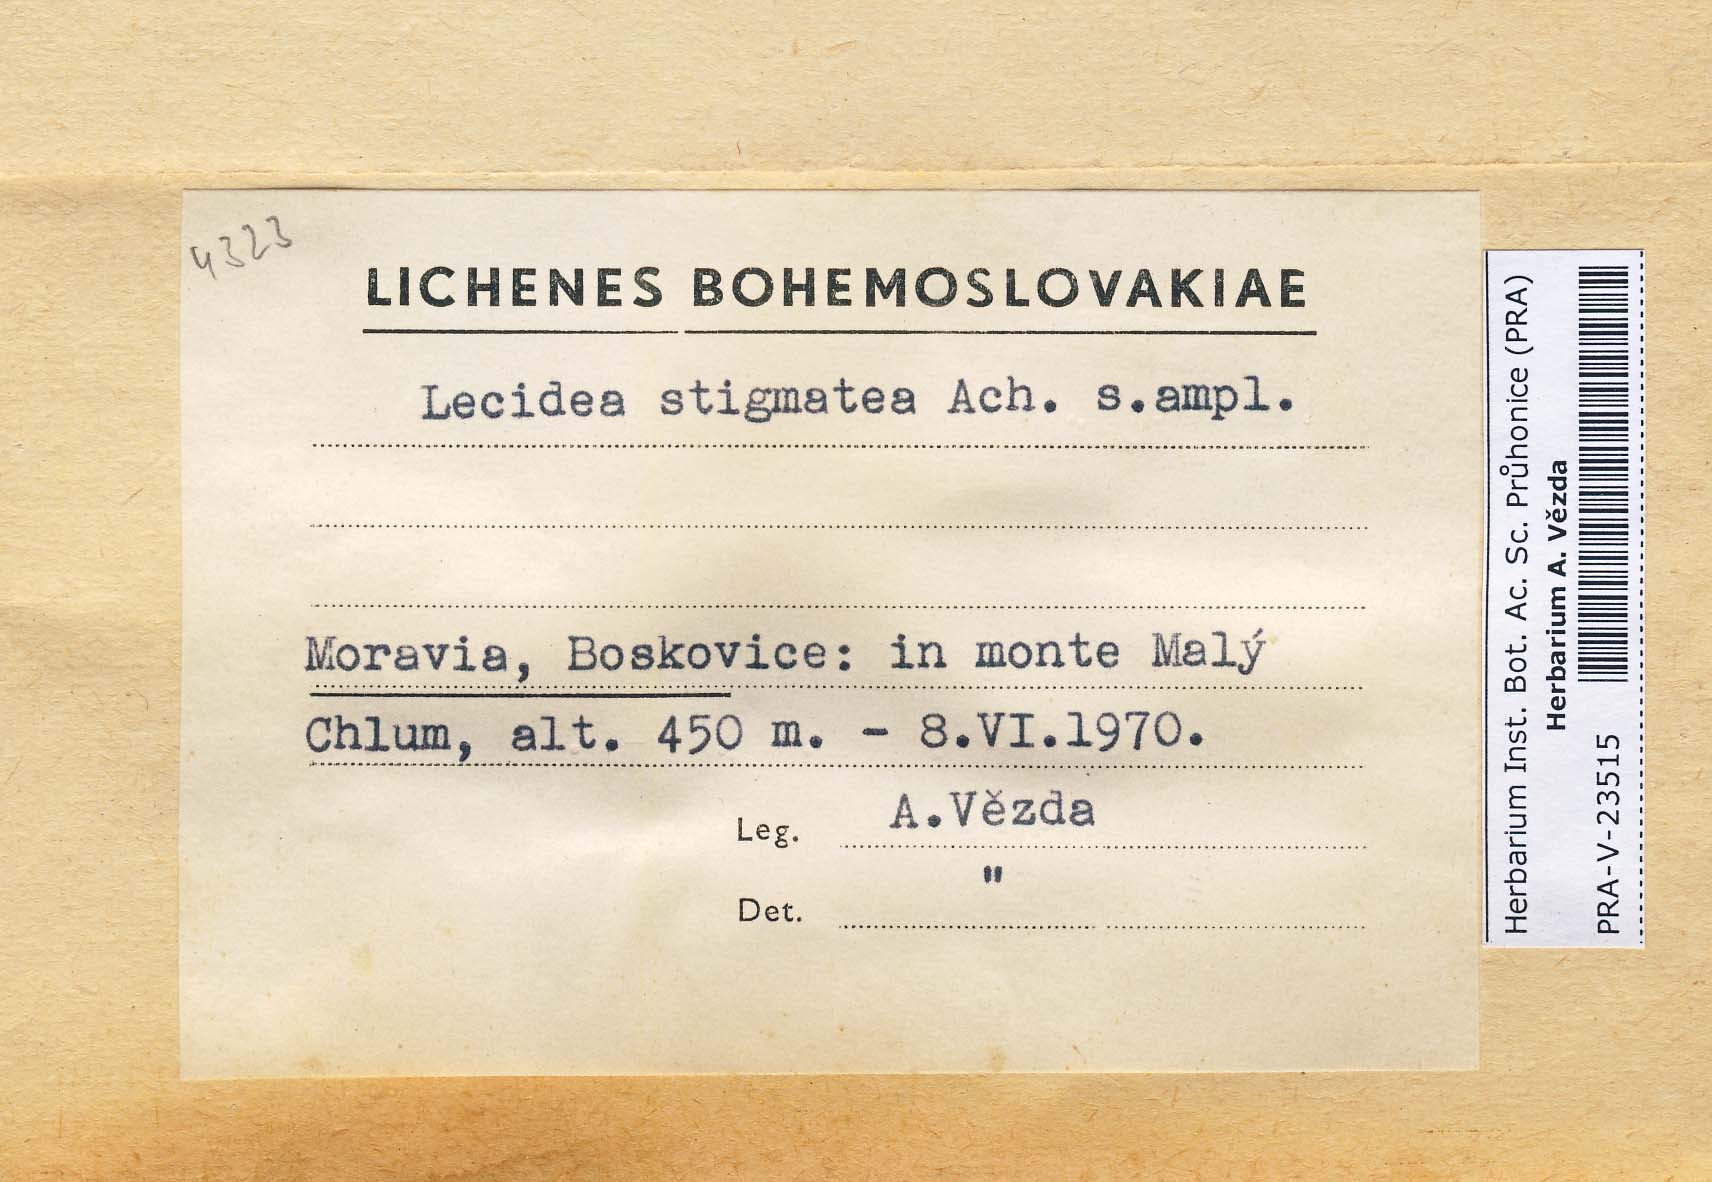 4323
LICHENES BOHEMOSLOVAKIAE
Lecidea stigmatea Ach. s.ampl.
Moravia, Boskovice: in monte Malý
Chlum, alt. 450 m. - 8.VI.1970.
Leg. A.Vězda
Det. "
Herbarium Inst. Bot. Ac. Sc. Průhonice (PRA)
Herbarium A. Vězda
PRA-V-23515